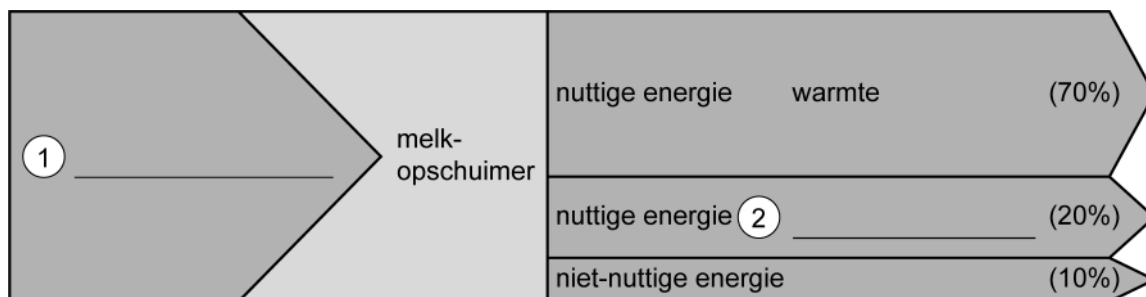 nuttige energie warmte (70%)
1
melk-
opschuimer
nuttige energie 2 (20%)
niet-nuttige energie (10%)